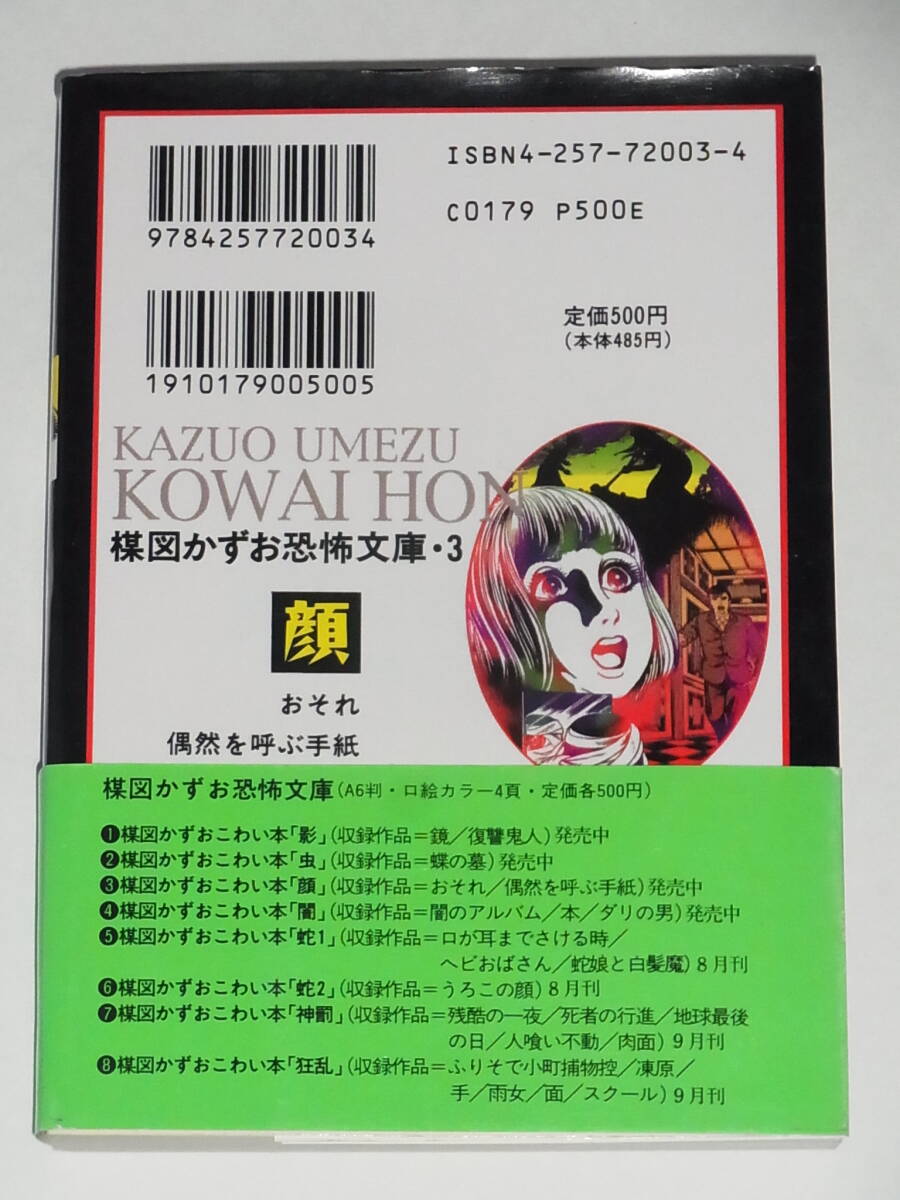 ISBN4-257-72003-4
9784257720034
C0179 P500E
1910179005005
定価500円
(本体485円)
KAZUO UMEZU
KOWAI HON
楳図かずお恐怖文庫・3
顔
おそれ
偶然を呼ぶ手紙
楳図かずお恐怖文庫(A6判・口絵カラー4頁・定価各500円)
❶楳図かずおこわい本「影」(収録作品=鏡/復讐鬼人)発売中
❷楳図かずおこわい本「虫」(収録作品=蝶の墓)発売中
❸楳図かずおこわい本「顔」(収録作品=おそれ/偶然を呼ぶ手紙)発売中
❹楳図かずおこわい本「闇」(収録作品=闇のアルバム/本/ダリの男)発売中
❺楳図かずおこわい本「蛇1」(収録作品=口が耳までさける時/
ヘビおばさん/蛇娘と白髪魔)8月刊
❻楳図かずおこわい本「蛇2」(収録作品=うろこの顔)8月刊
❼楳図かずおこわい本「神罰」(収録作品=残酷の一夜/死者の行進/地球最後
の日/人喰い不動/肉面)9月刊
❽楳図かずおこわい本「狂乱」(収録作品=ふりそで小町捕物控/凍原/
手/雨女/面/スクール)9月刊